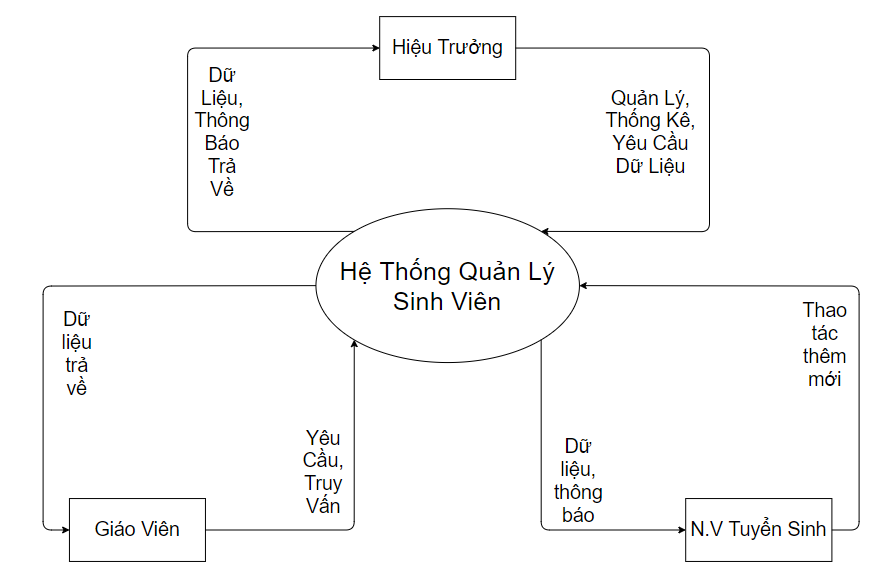 Hiệu Trưởng
Dữ
Liệu,
Thông
Báo
Trả
Về
Quản Lý,
Thống Kê,
Yêu Cầu
Dữ Liệu
Hệ Thống Quản Lý
Sinh Viên
Dữ
liệu
trả
về
Thao
tác
thêm
mới
Yêu
Cầu,
Truy
Vấn
Dữ
liệu,
thông
báo
Giáo Viên
N.V Tuyển Sinh